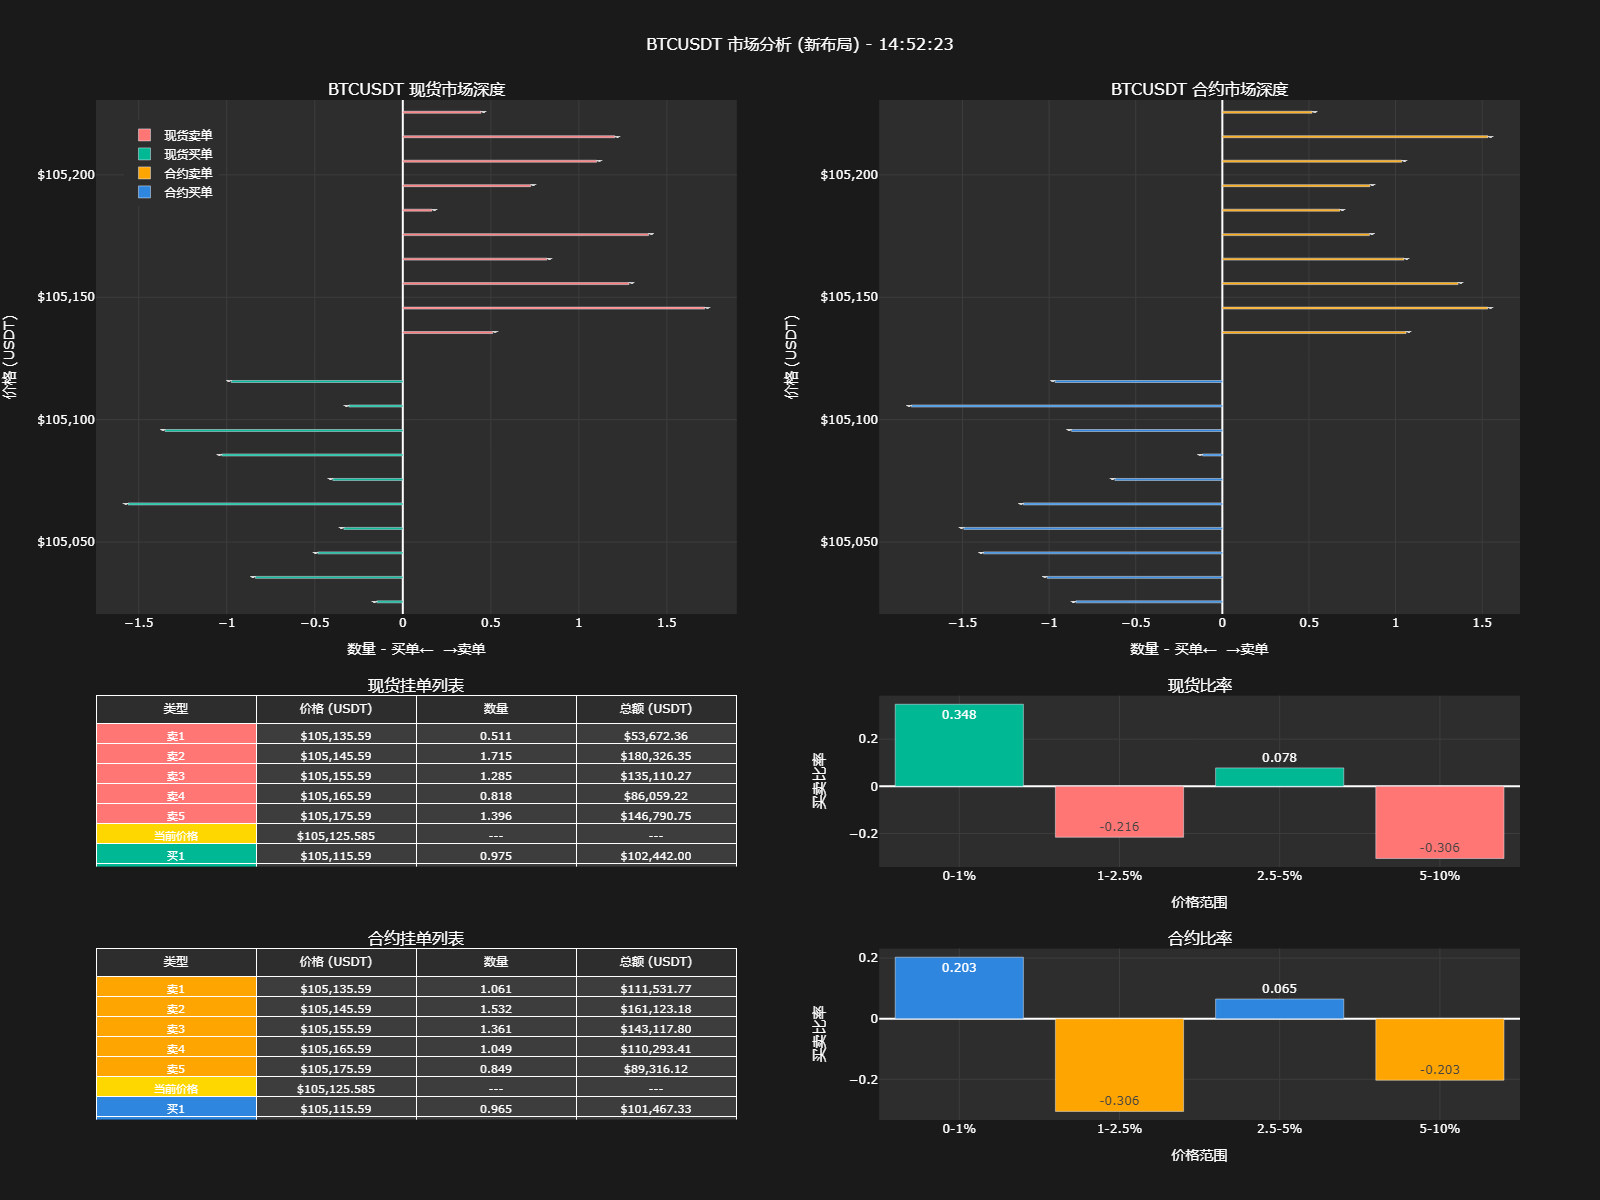 BTCUSDT 市场分析 (新布局) - 14:52:23
BTCUSDT 现货市场深度
现货卖单
现货买单
合约卖单
合约买单
$105,200
$105,150
$105,100
$105,050
价格 (USDT)
−1.5 −1 −0.5 0 0.5 1 1.5
数量 - 买单← →卖单
BTCUSDT 合约市场深度
$105,200
$105,150
$105,100
$105,050
价格 (USDT)
−1.5 −1 −0.5 0 0.5 1 1.5
数量 - 买单← →卖单
现货挂单列表
类型 价格 (USDT) 数量 总额 (USDT)
卖1 $105,135.59 0.511 $53,672.36
卖2 $105,145.59 1.715 $180,326.35
卖3 $105,155.59 1.285 $135,110.27
卖4 $105,165.59 0.818 $86,059.22
卖5 $105,175.59 1.396 $146,790.75
当前价格 $105,125.585 --- ---
买1 $105,115.59 0.975 $102,442.00
现货比率
0.2
0
−0.2
买卖比率
0.348
-0.216
0.078
-0.306
0-1% 1-2.5% 2.5-5% 5-10%
价格范围
合约挂单列表
类型 价格 (USDT) 数量 总额 (USDT)
卖1 $105,135.59 1.061 $111,531.77
卖2 $105,145.59 1.532 $161,123.18
卖3 $105,155.59 1.361 $143,117.80
卖4 $105,165.59 1.049 $110,293.41
卖5 $105,175.59 0.849 $89,316.12
当前价格 $105,125.585 --- ---
买1 $105,115.59 0.965 $101,467.33
合约比率
0.2
0
−0.2
买卖比率
0.203
-0.306
0.065
-0.203
0-1% 1-2.5% 2.5-5% 5-10%
价格范围